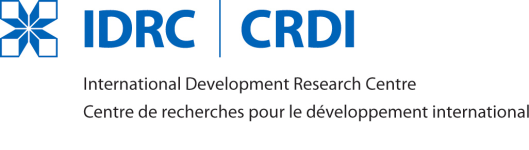 IDRC | CRDI
International Development Research Centre
Centre de recherches pour le développement international